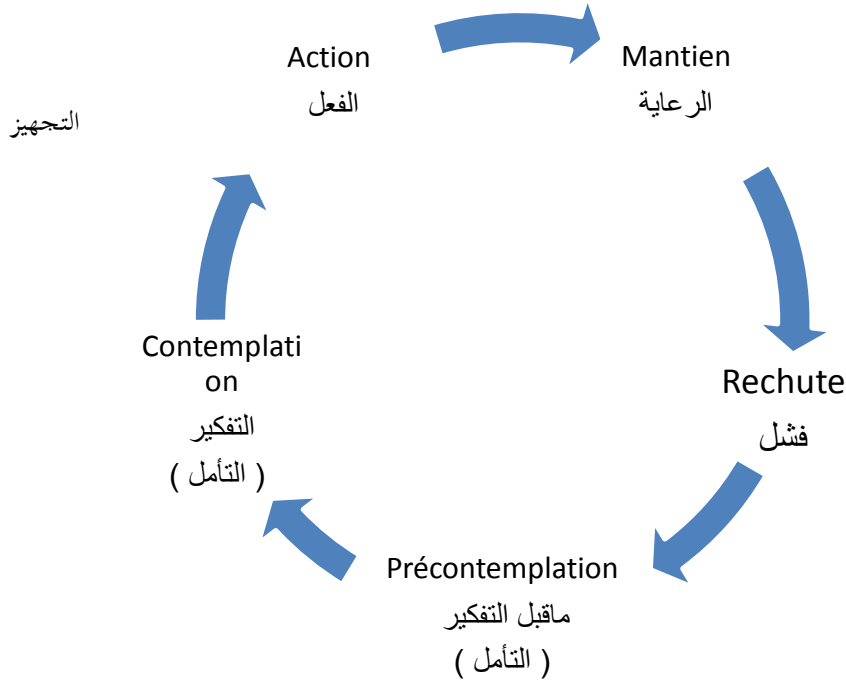 Action
الفعل
Mantien
الرعاية
التجهيز
Contemplati
on
التفكير
( التأمل )
Rechute
فشل
Précontemplation
ماقبل التفكير
( التأمل )